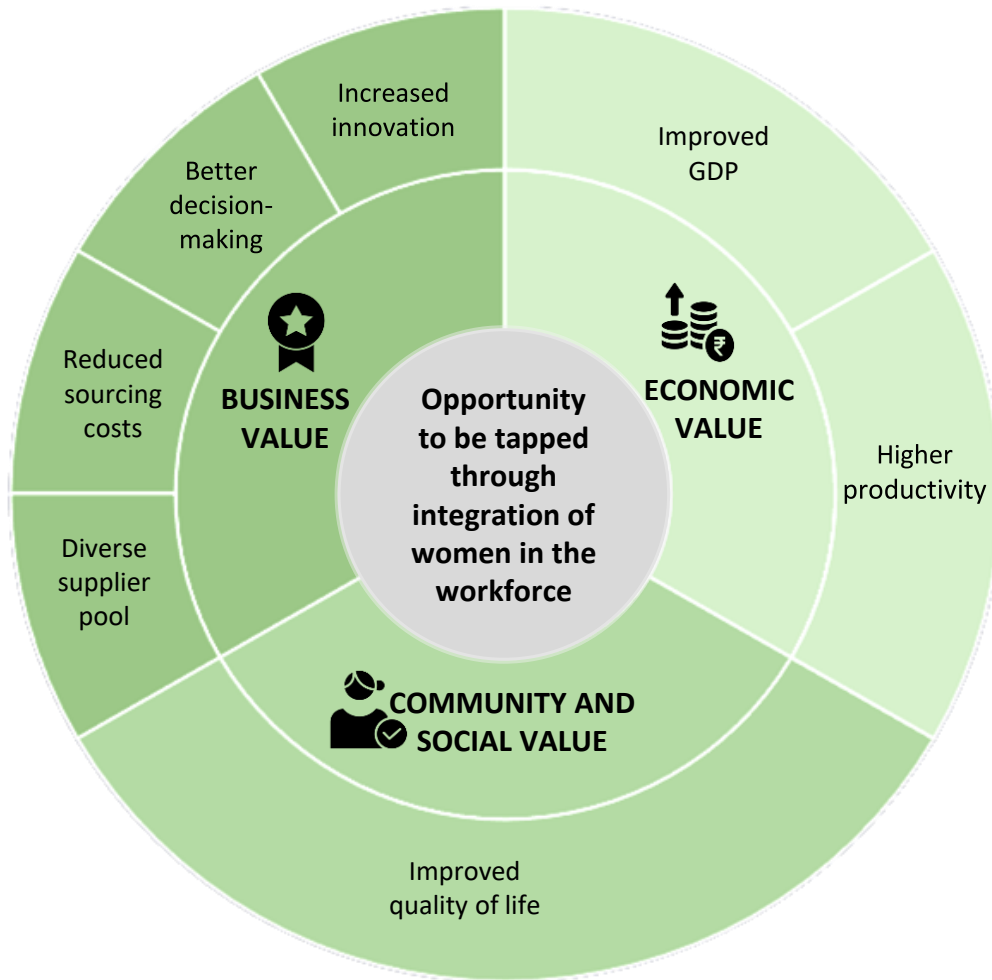 Increased
innovation
Improved
GDP
Better
decision-
making
Reduced
sourcing
costs
BUSINESS
VALUE
Opportunity
to be tapped
through
integration of
women in the
workforce
₹
ECONOMIC
VALUE
Higher
productivity
Diverse
supplier
pool
COMMUNITY AND
SOCIAL VALUE
Improved
quality of life